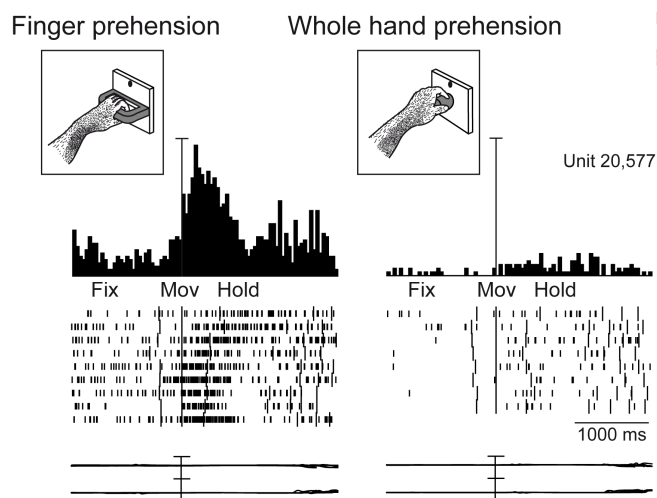 Finger prehension
Whole hand prehension
Unit 20,577
Fix Mov Hold
Fix Mov Hold
1000 ms